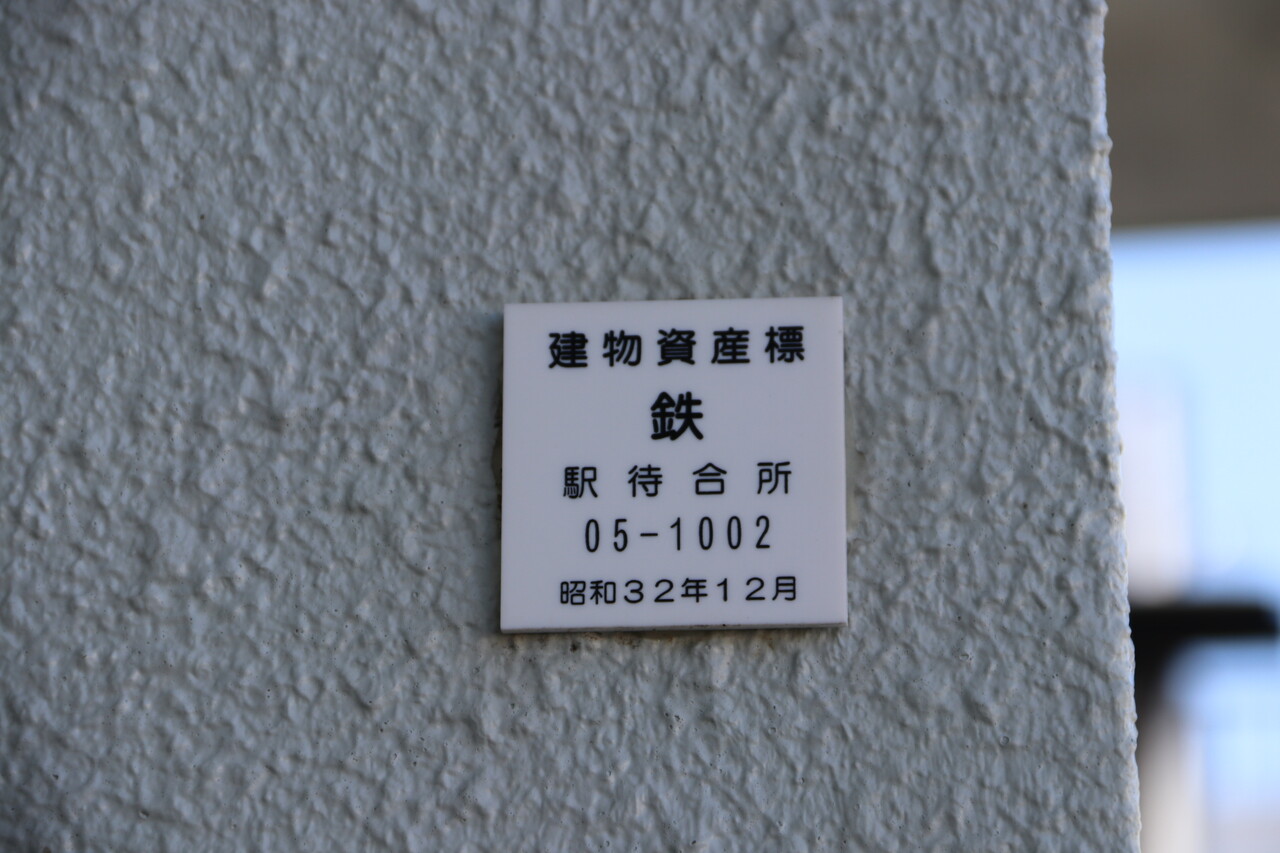 建物資産標
鉄
駅待合所
05-1002
昭和32年12月